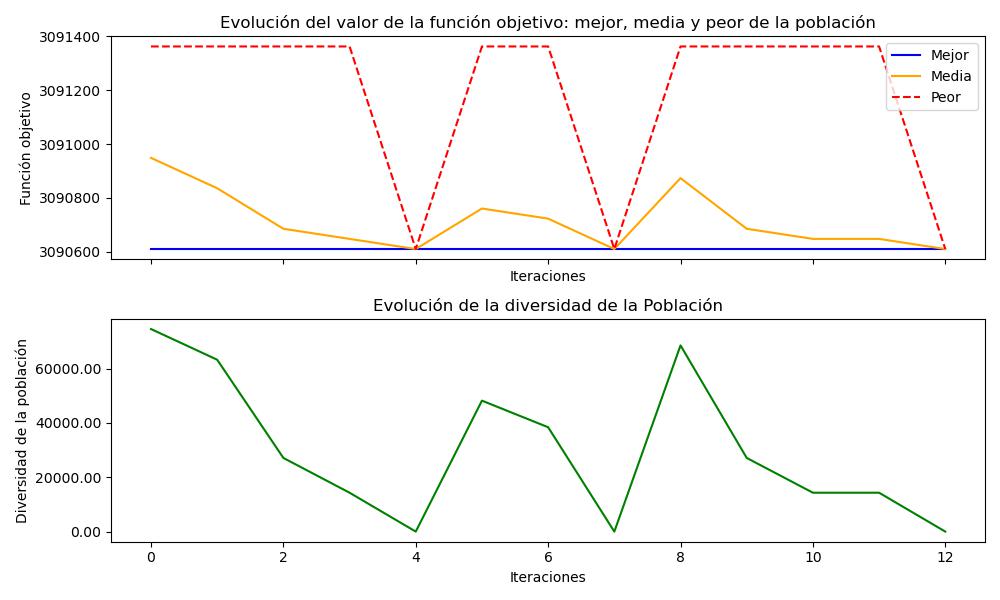 Evolución del valor de la función objetivo: mejor, media y peor de la población
3091400
3091200
3091000
3090800
3090600
Función objetivo
Mejor
Media
Peor
Iteraciones
Evolución de la diversidad de la Población
60000.00
40000.00
20000.00
0.00
Diversidad de la población
0 2 4 6 8 10 12
Iteraciones